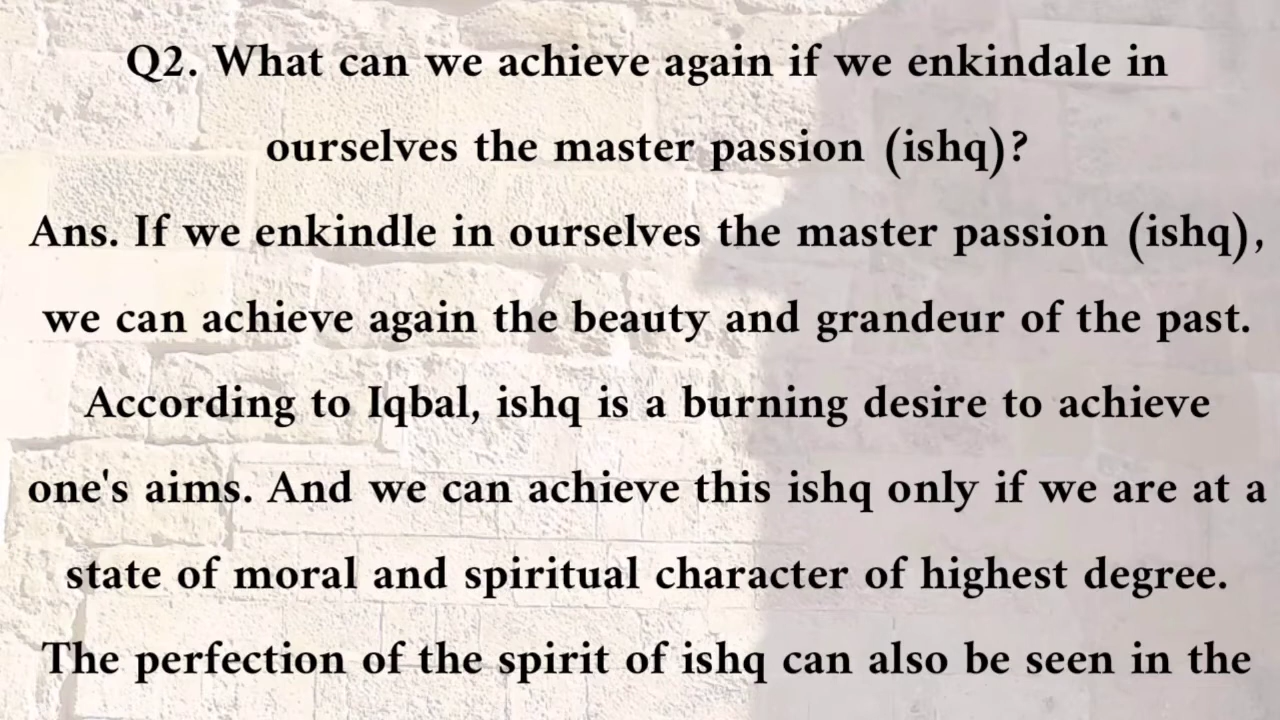 Q2. What can we achieve again if we enkindale in
ourselves the master passion (ishq)?
Ans. If we enkindle in ourselves the master passion (ishq),
we can achieve again the beauty and grandeur of the past.
According to Iqbal, ishq is a burning desire to achieve
one's aims. And we can achieve this ishq only if we are at a
state of moral and spiritual character of highest degree.
The perfection of the spirit of ishq can also be seen in the